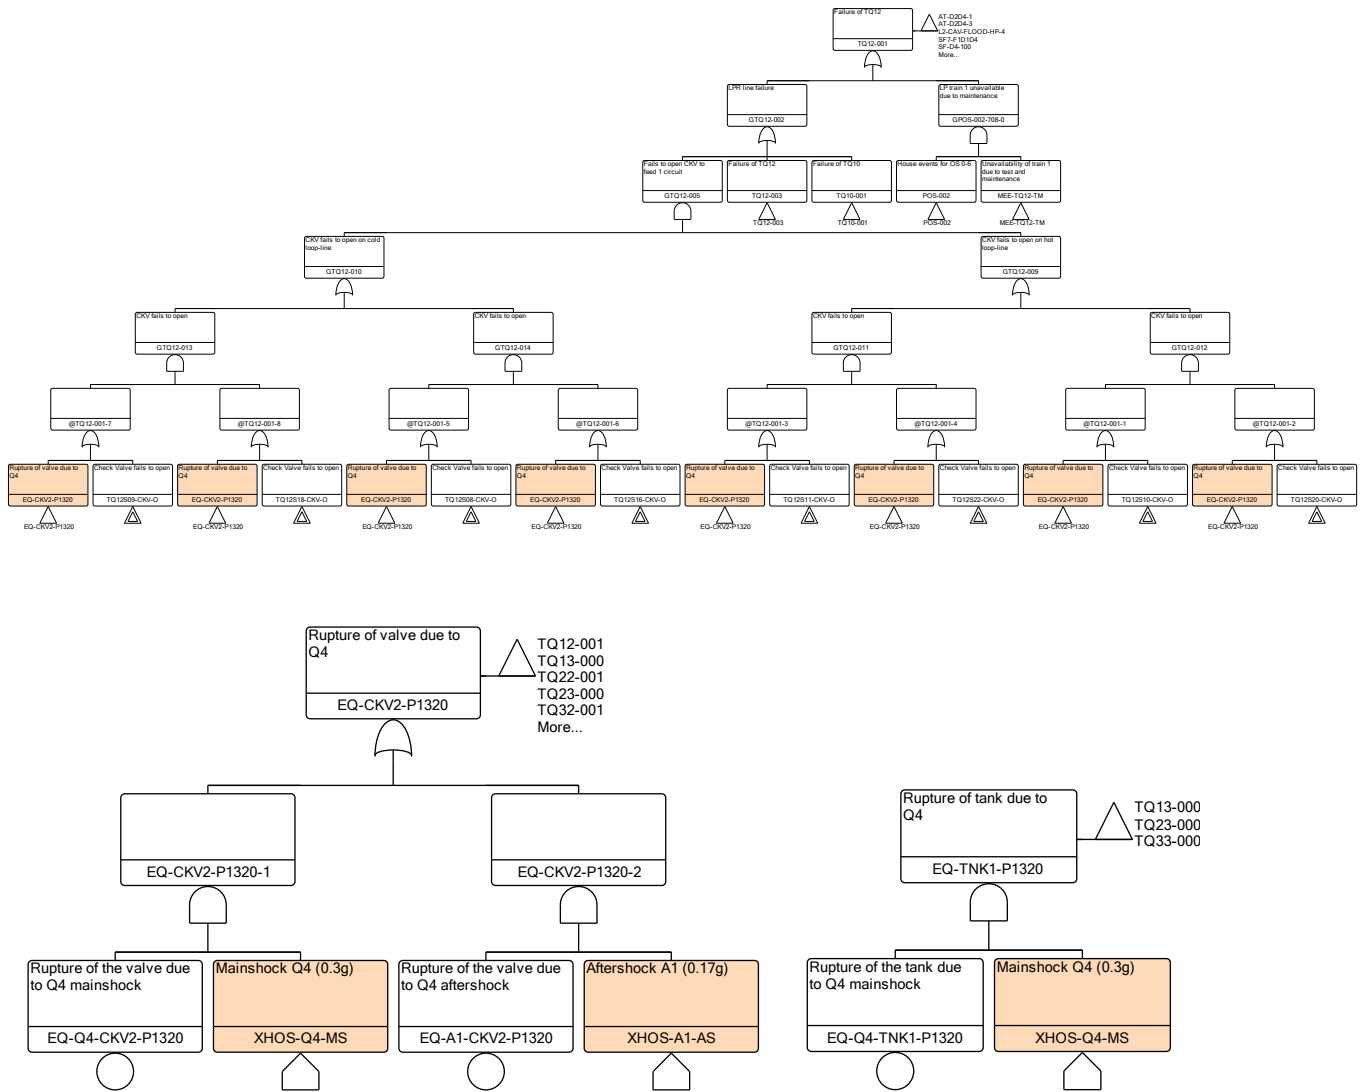 Failure of TQ12
TQ12-001
AT-D2D4-1
AT-D2D4-3
L2-CAV-FLOOD-HP-4
SF7-F1D1D4
SF-D4-100
More...
LPR line failure
GTQ12-002
LP train 1 unavailable
due to maintenance
GPOS-002-708-0
Fails to open CKV to
feed 1 circuit
GTQ12-005
Failure of TQ12
TQ12-003
TQ12-003
Failure of TQ10
TQ10-001
TQ10-001
House events for OS 0-6
POS-002
POS-002
Unavailability of train 1
due to test and
maintenance
MEE-TQ12-TM
MEE-TQ12-TM
CKV fails to open on cold
loop-line
GTQ12-010
CKV fails to open on hot
loop-line
GTQ12-009
CKV fails to open
GTQ12-013
CKV fails to open
GTQ12-014
CKV fails to open
GTQ12-011
CKV fails to open
GTQ12-012
@TQ12-001-7
@TQ12-001-8
@TQ12-001-5
@TQ12-001-6
@TQ12-001-3
@TQ12-001-4
@TQ12-001-1
@TQ12-001-2
Rupture of valve due to
Q4
EQ-CKV2-P1320
EQ-CKV2-P1320
Check Valve fails to open
TQ12S09-CKV-O
Rupture of valve due to
Q4
EQ-CKV2-P1320
EQ-CKV2-P1320
Check Valve fails to open
TQ12S18-CKV-O
Rupture of valve due to
Q4
EQ-CKV2-P1320
EQ-CKV2-P1320
Check Valve fails to open
TQ12S08-CKV-O
Rupture of valve due to
Q4
EQ-CKV2-P1320
EQ-CKV2-P1320
Check Valve fails to open
TQ12S16-CKV-O
Rupture of valve due to
Q4
EQ-CKV2-P1320
EQ-CKV2-P1320
Check Valve fails to open
TQ12S11-CKV-O
Rupture of valve due to
Q4
EQ-CKV2-P1320
EQ-CKV2-P1320
Check Valve fails to open
TQ12S22-CKV-O
Rupture of valve due to
Q4
EQ-CKV2-P1320
EQ-CKV2-P1320
Check Valve fails to open
TQ12S10-CKV-O
Rupture of valve due to
Q4
EQ-CKV2-P1320
EQ-CKV2-P1320
Check Valve fails to open
TQ12S20-CKV-O
Rupture of valve due to
Q4
EQ-CKV2-P1320
TQ12-001
TQ13-000
TQ22-001
TQ23-000
TQ32-001
More...
EQ-CKV2-P1320-1
EQ-CKV2-P1320-2
Rupture of the valve due
to Q4 mainshock
EQ-Q4-CKV2-P1320
Mainshock Q4 (0.3g)
XHOS-Q4-MS
Rupture of the valve due
to Q4 aftershock
EQ-A1-CKV2-P1320
Aftershock A1 (0.17g)
XHOS-A1-AS
Rupture of tank due to
Q4
EQ-TNK1-P1320
TQ13-000
TQ23-000
TQ33-000
Rupture of the tank due
to Q4 mainshock
EQ-Q4-TNK1-P1320
Mainshock Q4 (0.3g)
XHOS-Q4-MS